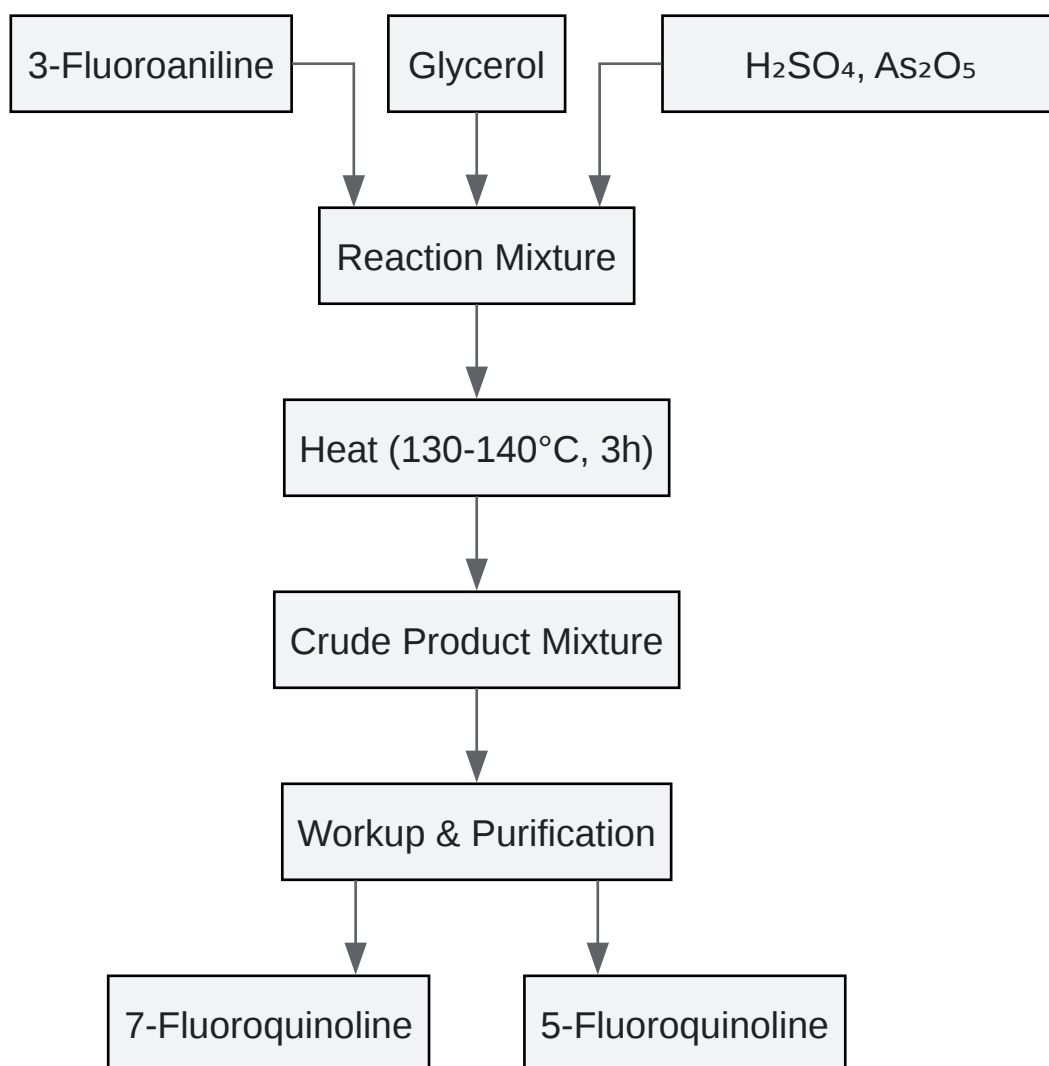 3-Fluoroaniline
Glycerol
H₂SO₄, As₂O₅
Reaction Mixture
Heat (130-140°C, 3h)
Crude Product Mixture
Workup & Purification
7-Fluoroquinoline
5-Fluoroquinoline